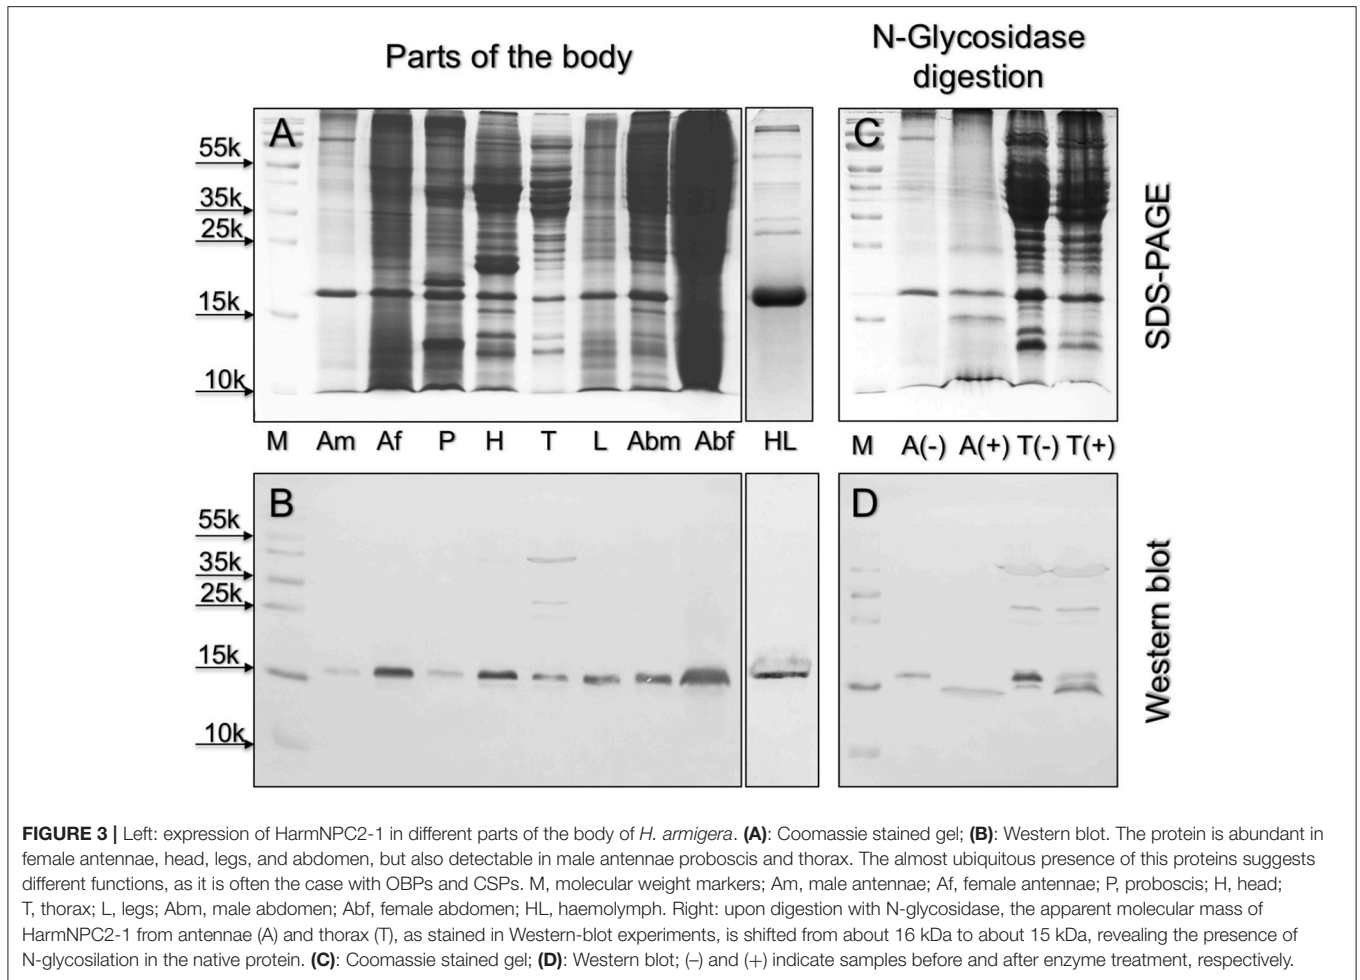 Parts of the body
N-Glycosidase
digestion
A
C
55k
35k
25k
15k
10k
SDS-PAGE
M Am Af P H T L Abm Abf HL M A(-) A(+) T(-) T(+)
B
D
55k
35k
25k
15k
10k
Western blot
FIGURE 3 | Left: expression of HarmNPC2-1 in different parts of the body of H. armigera. (A): Coomassie stained gel; (B): Western blot. The protein is abundant in
female antennae, head, legs, and abdomen, but also detectable in male antennae proboscis and thorax. The almost ubiquitous presence of this proteins suggests
different functions, as it is often the case with OBPs and CSPs. M, molecular weight markers; Am, male antennae; Af, female antennae; P, proboscis; H, head;
T, thorax; L, legs; Abm, male abdomen; Abf, female abdomen; HL, haemolymph. Right: upon digestion with N-glycosidase, the apparent molecular mass of
HarmNPC2-1 from antennae (A) and thorax (T), as stained in Western-blot experiments, is shifted from about 16 kDa to about 15 kDa, revealing the presence of
N-glycosilation in the native protein. (C): Coomassie stained gel; (D): Western blot; (–) and (+) indicate samples before and after enzyme treatment, respectively.